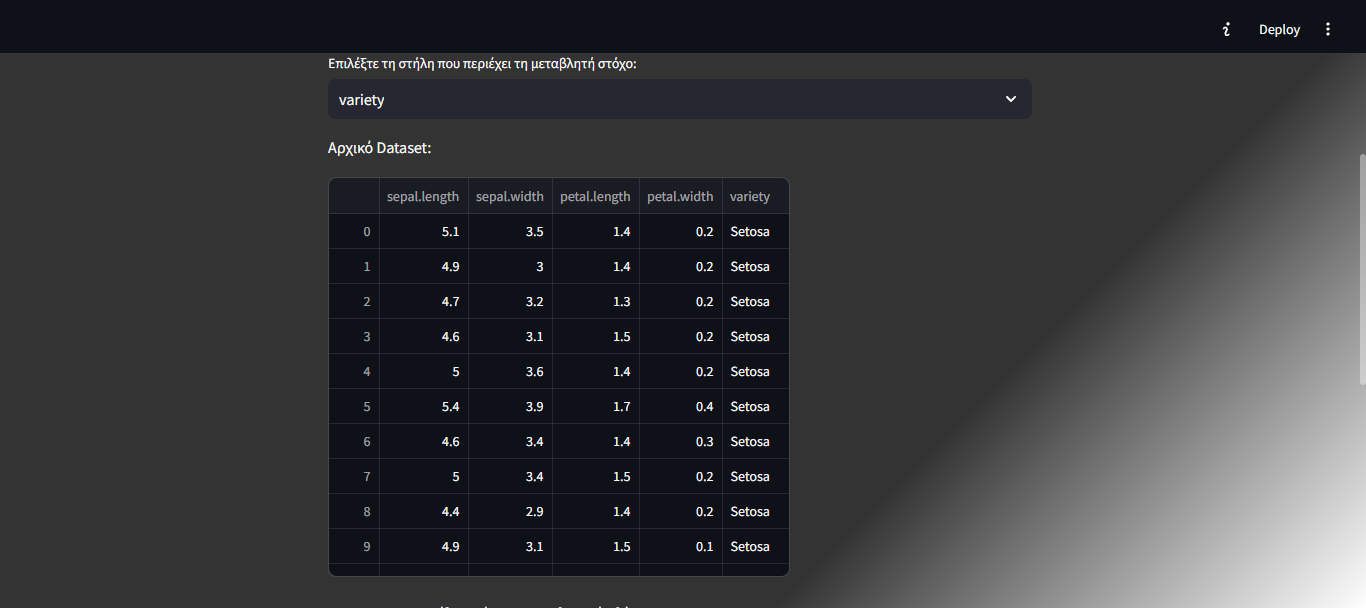 Deploy
Επιλέξτε τη στήλη που περιέχει τη μεταβλητή στόχο:
variety
Αρχικό Dataset:
sepal.length sepal.width petal.length petal.width variety
0 5.1 3.5 1.4 0.2 Setosa
1 4.9 3 1.4 0.2 Setosa
2 4.7 3.2 1.3 0.2 Setosa
3 4.6 3.1 1.5 0.2 Setosa
4 5 3.6 1.4 0.2 Setosa
5 5.4 3.9 1.7 0.4 Setosa
6 4.6 3.4 1.4 0.3 Setosa
7 5 3.4 1.5 0.2 Setosa
8 4.4 2.9 1.4 0.2 Setosa
9 4.9 3.1 1.5 0.1 Setosa